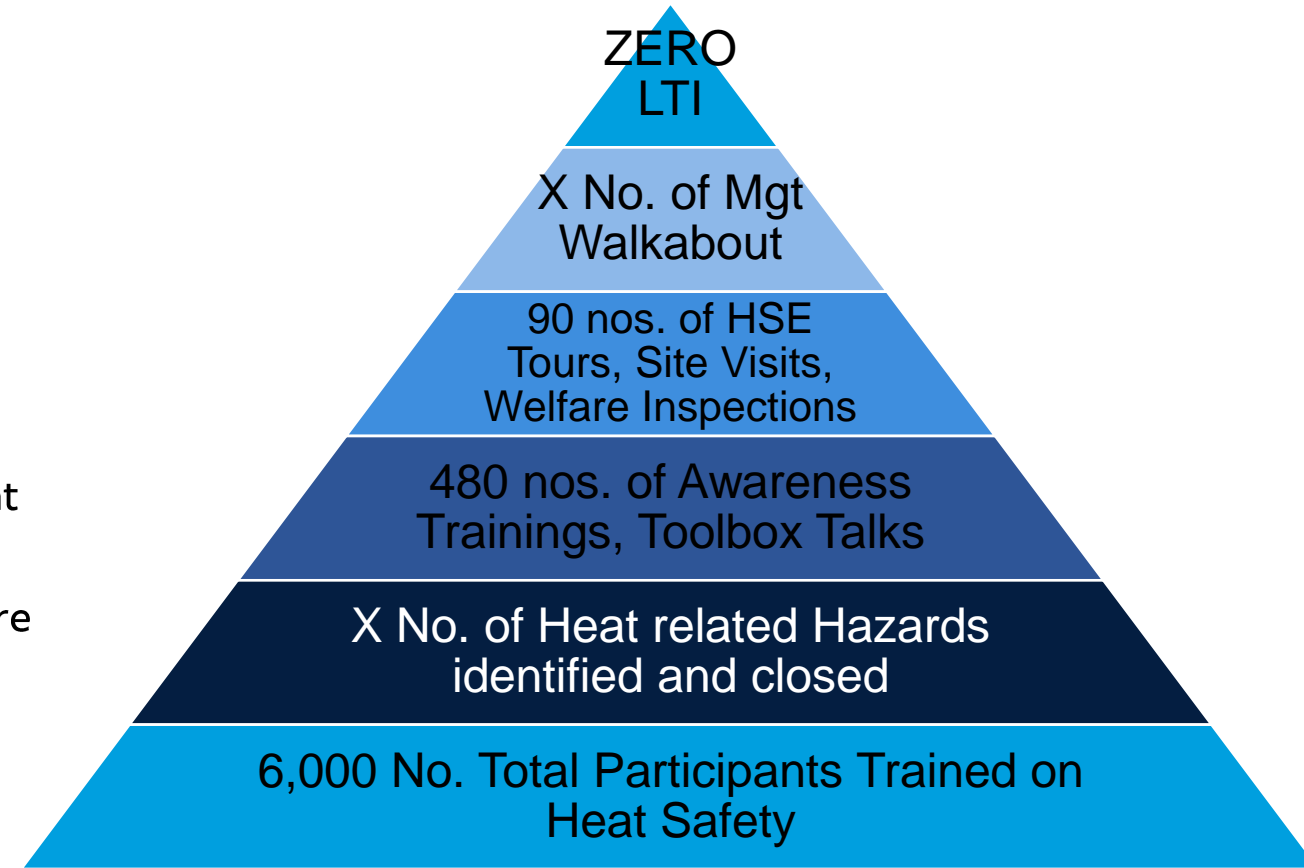 ZERO
LTI
X No. of Mgt
Walkabout
90 nos. of HSE
Tours, Site Visits,
Welfare Inspections
480 nos. of Awareness
Trainings, Toolbox Talks
X No. of Heat related Hazards
identified and closed
6,000 No. Total Participants Trained on
Heat Safety